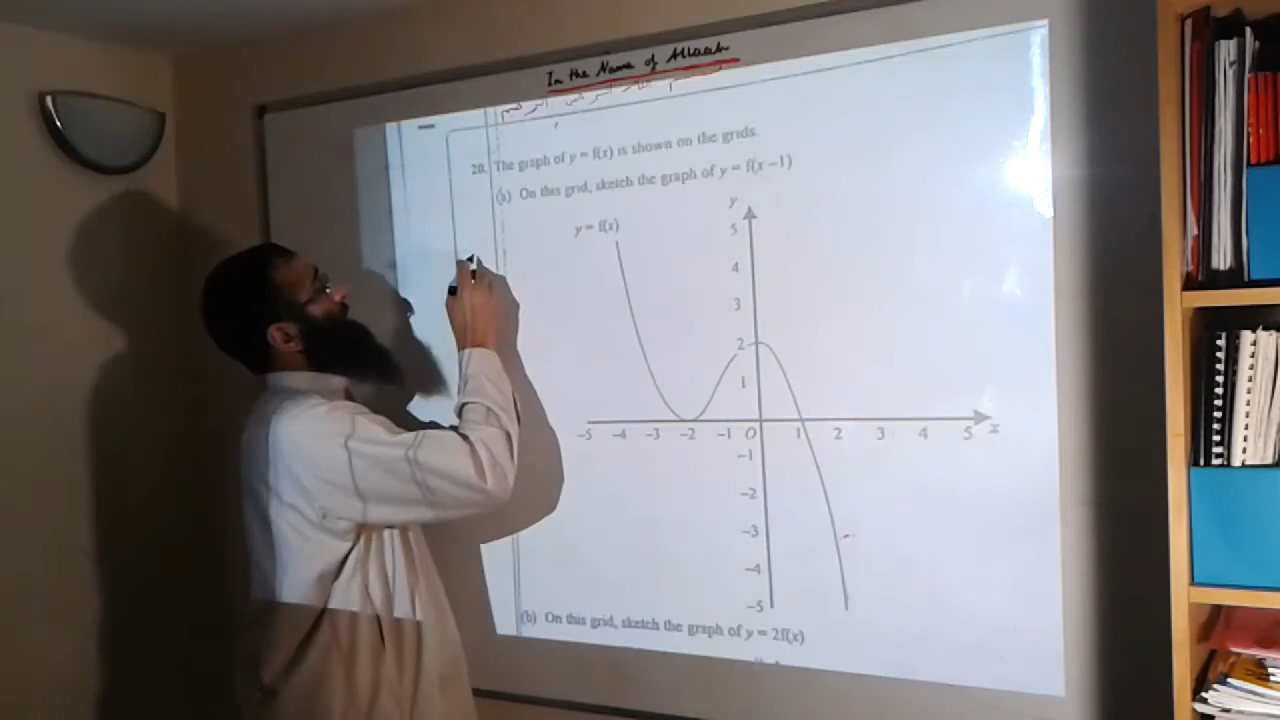 In the Name of Allaah
20. The graph of y = f(x) is shown on the grids.
(a) On this grid, sketch the graph of y = f(x −1)
y
y = f(x)
5
4
3
2
1
−5 −4 −3 −2 −1 O 1 2 3 4 5 x
−1
−2
−3
−4
−5
(b) On this grid, sketch the graph of y = 2f(x)